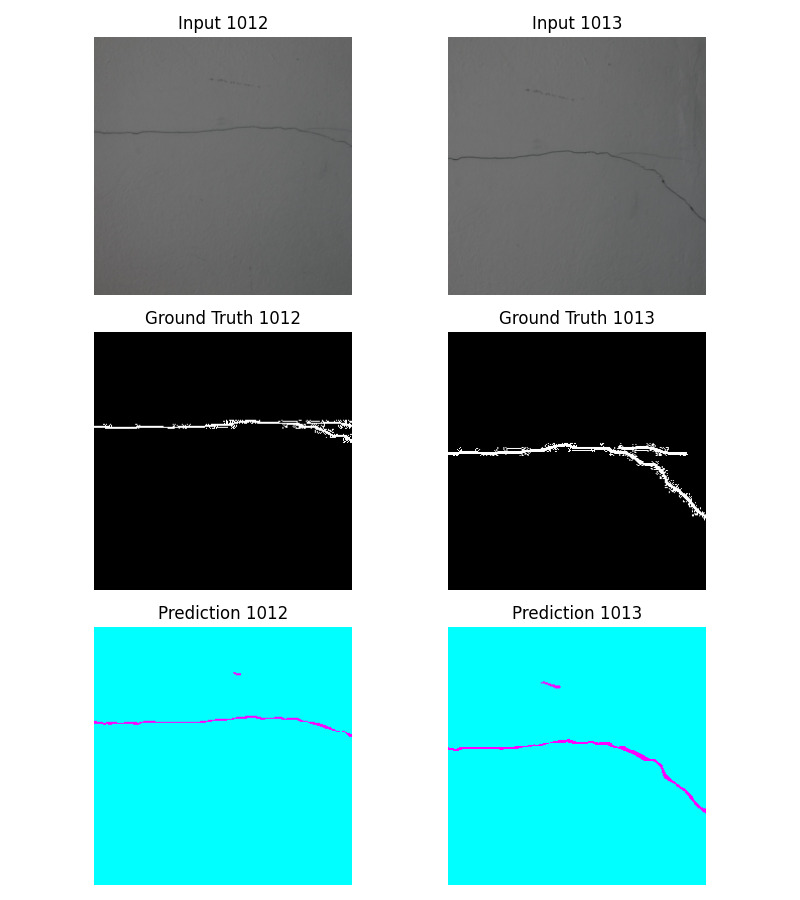 Input 1012
Input 1013
Ground Truth 1012
Ground Truth 1013
Prediction 1012
Prediction 1013